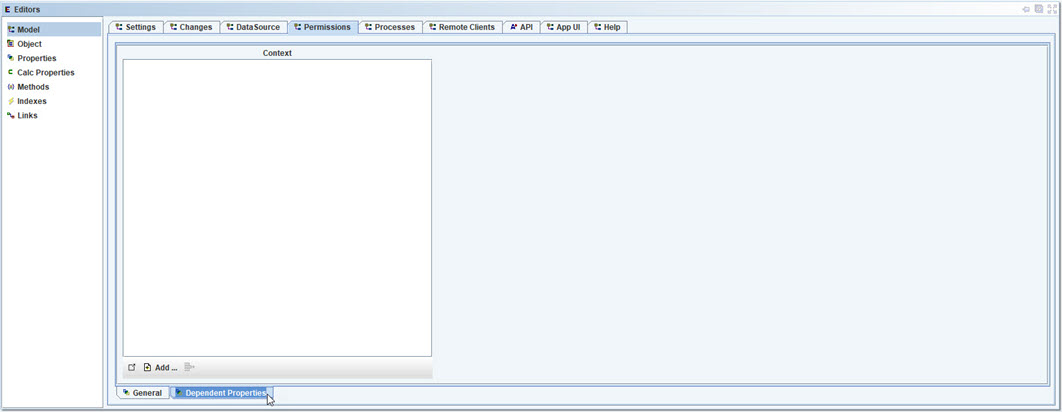 Editors
Model
Object
Properties
Calc Properties
Methods
Indexes
Links
Settings Changes DataSource Permissions Processes Remote Clients API App UI Help
Context
Add ...
General Dependent Properties